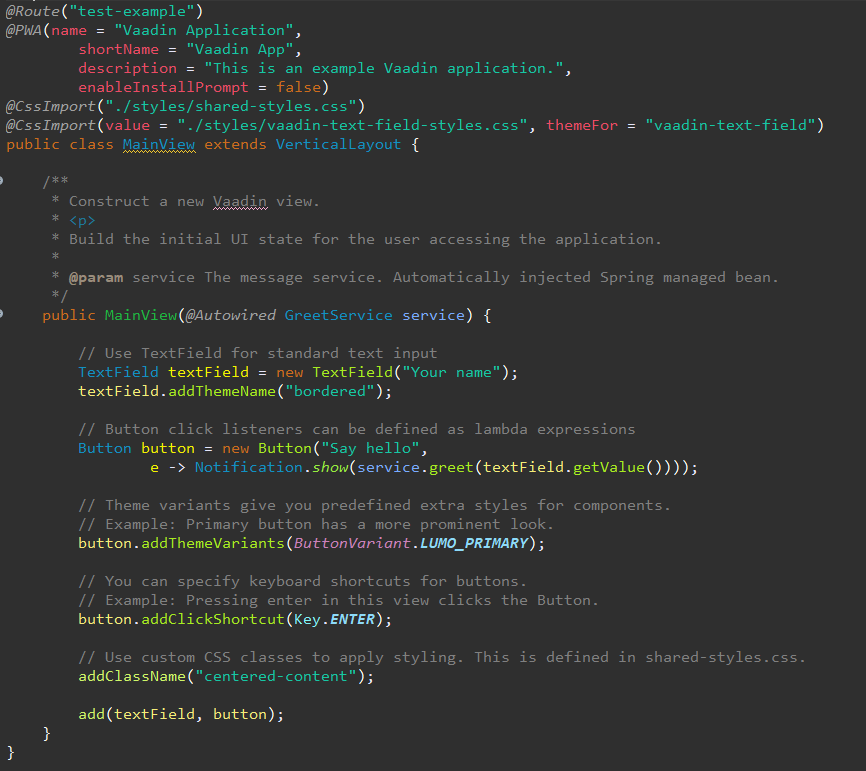 @Route("test-example")
@PWA(name = "Vaadin Application",
        shortName = "Vaadin App",
        description = "This is an example Vaadin application.",
        enableInstallPrompt = false)
@CssImport("./styles/shared-styles.css")
@CssImport(value = "./styles/vaadin-text-field-styles.css", themeFor = "vaadin-text-field")
public class MainView extends VerticalLayout {

    /**
     * Construct a new Vaadin view.
     * <p>
     * Build the initial UI state for the user accessing the application.
     *
     * @param service The message service. Automatically injected Spring managed bean.
     */
    public MainView(@Autowired GreetService service) {

        // Use TextField for standard text input
        TextField textField = new TextField("Your name");
        textField.addThemeName("bordered");

        // Button click listeners can be defined as lambda expressions
        Button button = new Button("Say hello",
                e -> Notification.show(service.greet(textField.getValue())));

        // Theme variants give you predefined extra styles for components.
        // Example: Primary button has a more prominent look.
        button.addThemeVariants(ButtonVariant.LUMO_PRIMARY);

        // You can specify keyboard shortcuts for buttons.
        // Example: Pressing enter in this view clicks the Button.
        button.addClickShortcut(Key.ENTER);

        // Use custom CSS classes to apply styling. This is defined in shared-styles.css.
        addClassName("centered-content");

        add(textField, button);
    }
}